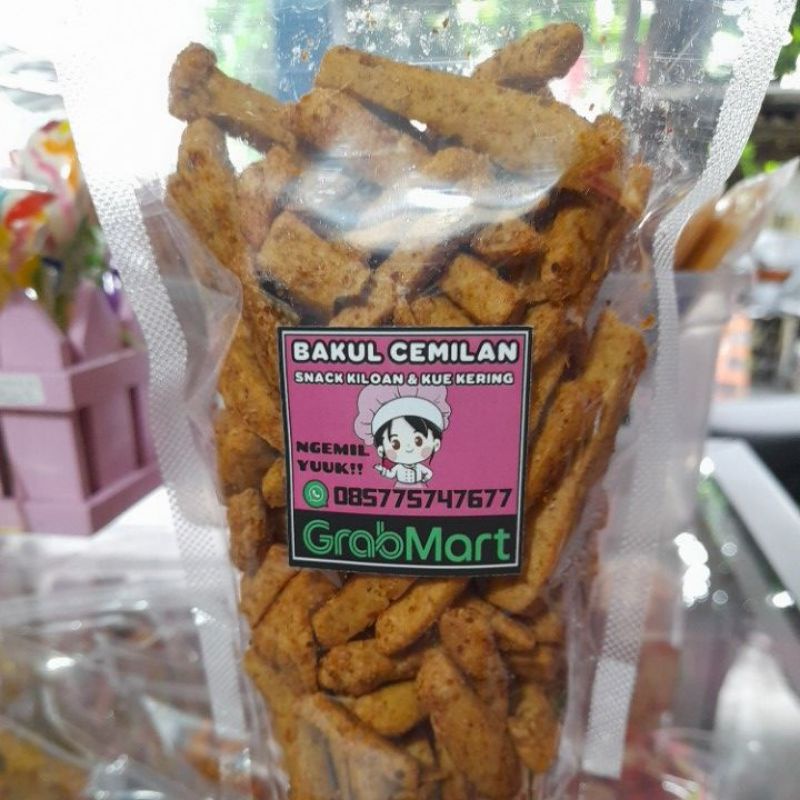 BAKUL CEMILAN
SNACK KILOAN & KUE KERING
NGEMIL
YUUK!!
085775747677
GrabMart